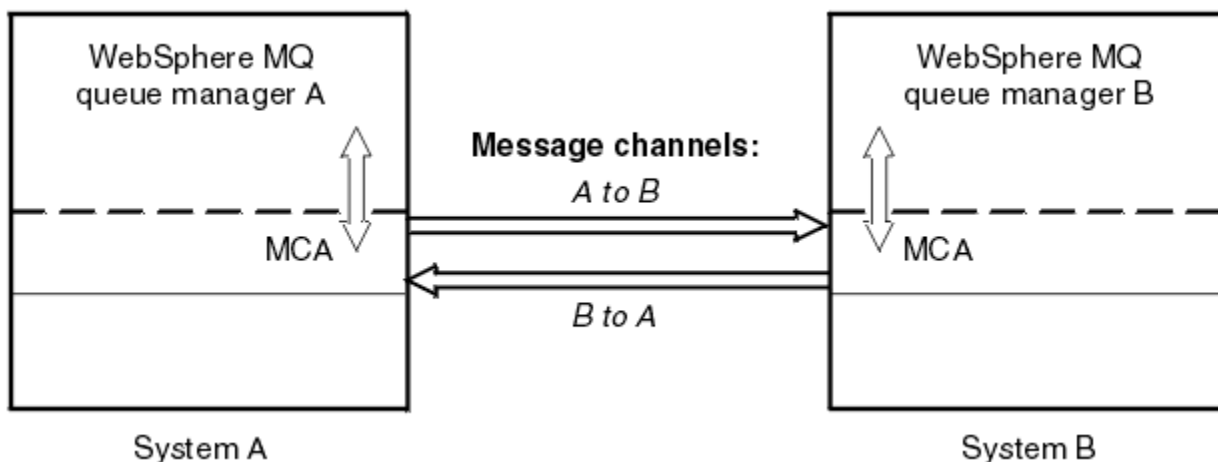 WebSphere MQ
queue manager A
WebSphere MQ
queue manager B
Message channels:
A to B
MCA
MCA
B to A
System A
System B